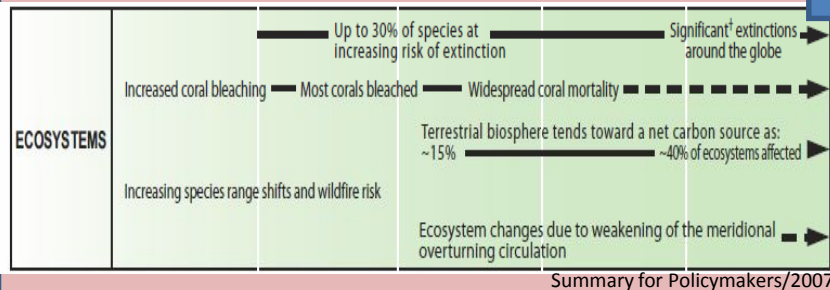 Up to 30% of species at
increasing risk of extinction
Significant† extinctions
around the globe
Increased coral bleaching Most corals bleached Widespread coral mortality
ECOSYSTEMS
Terrestrial biosphere tends toward a net carbon source as:
~15% ~40% of ecosystems affected
Increasing species range shifts and wildfire risk
Ecosystem changes due to weakening of the meridional
overturning circulation
Summary for Policymakers/2007